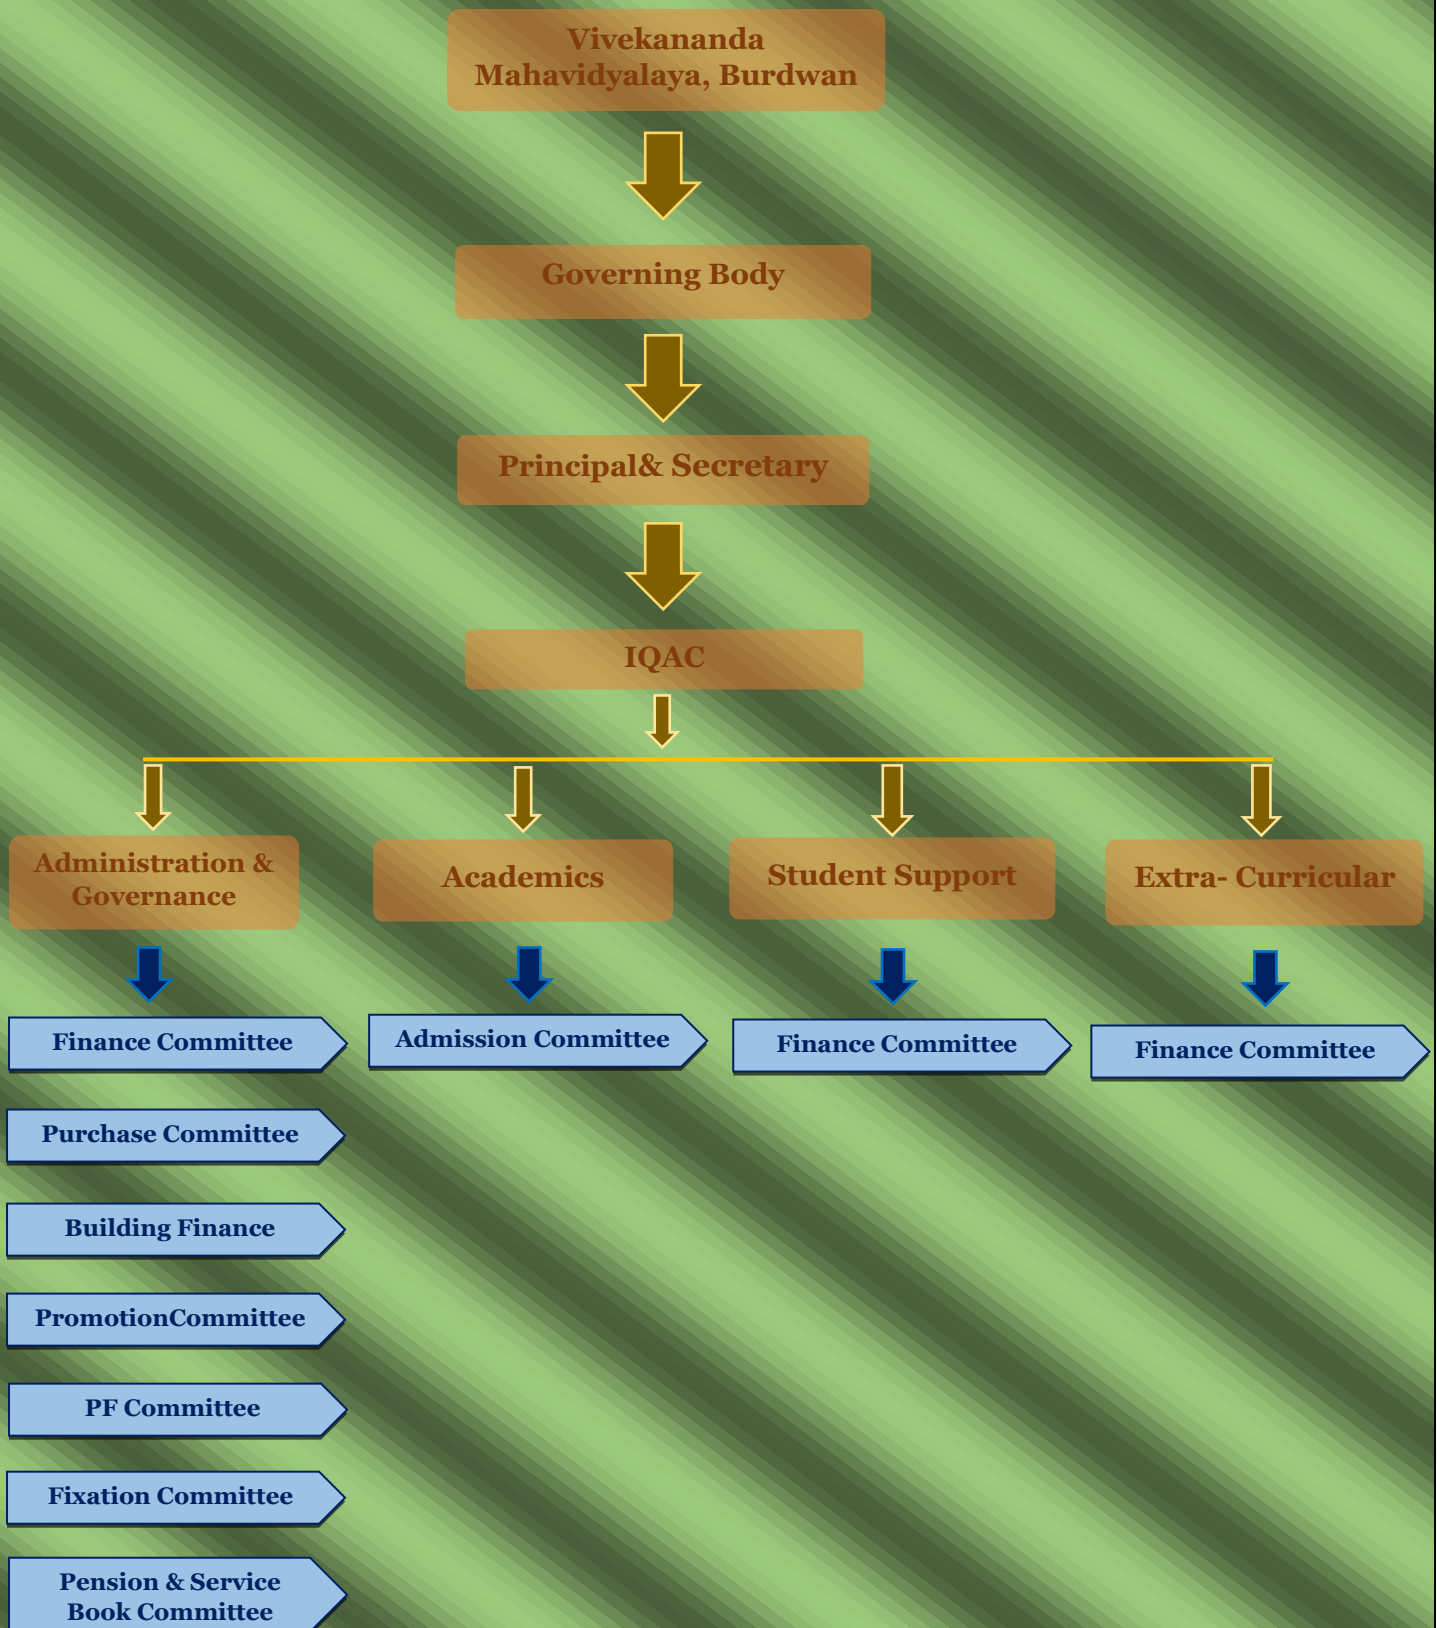 Vivekananda
Mahavidyalaya, Burdwan
Governing Body
Principal& Secretary
IQAC
Administration &
Governance
Academics
Student Support
Extra- Curricular
Finance Committee
Admission Committee
Finance Committee
Finance Committee
Purchase Committee
Building Finance
PromotionCommittee
PF Committee
Fixation Committee
Pension & Service
Book Committee